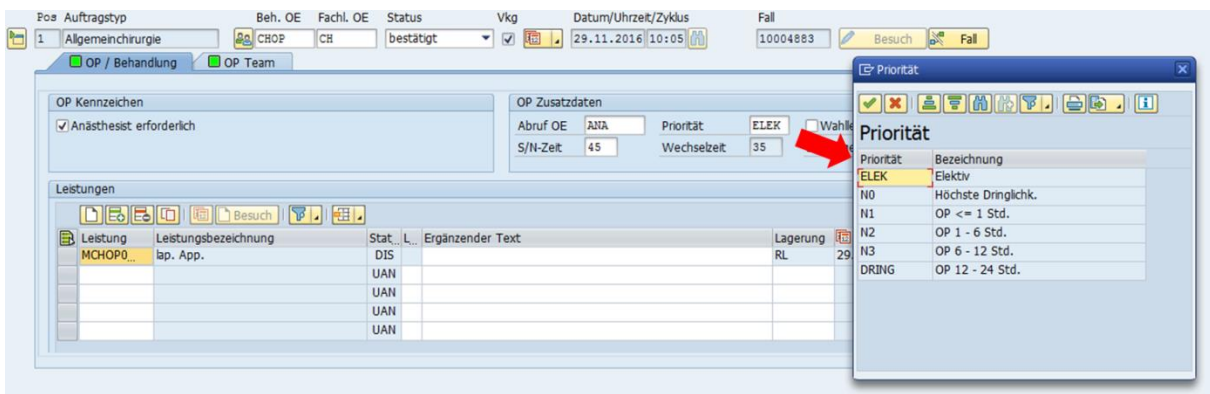 Pos Auftragstyp Beh. OE Fachl. OE Status Vkg Datum/Uhrzeit/Zyklus Fall
1 Allgemeinchirurgie CHOP CH bestätigt 29.11.2016 10:05 10004883 Besuch Fall
OP / Behandlung OP Team
OP Kennzeichen
Anästhesist erforderlich
OP Zusatzdaten
Abruf OE ANA Priorität ELEK Wahlle
S/N-Zeit 45 Wechselzeit 35
Leistungen
Besuch
Leistung Leistungsbezeichnung Stat... L... Ergänzender Text Lagerung
MCHOP0... lap. App. DIS RL 29.
UAN
UAN
UAN
UAN
Priorität
Priorität
Priorität Bezeichnung
ELEK Elektiv
N0 Höchste Dringlichk.
N1 OP <= 1 Std.
N2 OP 1 - 6 Std.
N3 OP 6 - 12 Std.
DRING OP 12 - 24 Std.